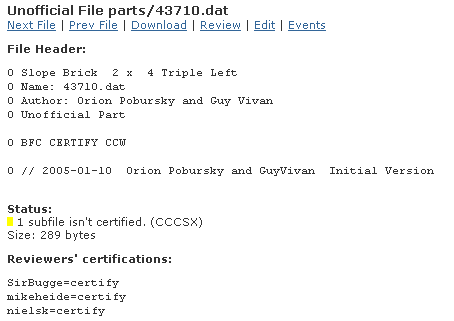 Unofficial File parts/43710.dat
Next File | Prev File | Download | Review | Edit | Events
File Header:
0 Slope Brick  2 x  4 Triple Left
0 Name: 43710.dat
0 Author: Orion Pobursky and Guy Vivan
0 Unofficial Part
0 BFC CERTIFY CCW
0 // 2005-01-10  Orion Pobursky and GuyVivan  Initial Version
Status:
1 subfile isn't certified. (CCCSX)
Size: 289 bytes
Reviewers' certifications:
SirBugge=certify
mikeheide=certify
nielsk=certify